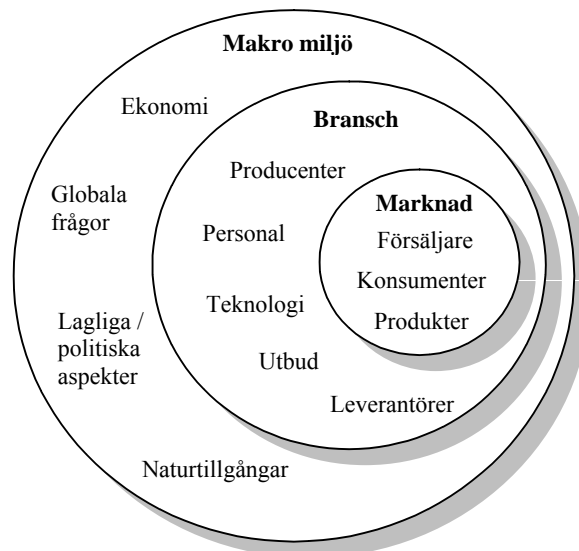 Makro miljö
Ekonomi
Bransch
Producenter
Globala
frågor
Marknad
Personal
Försäljare
Konsumenter
Teknologi
Produkter
Lagliga /
politiska
aspekter
Utbud
Leverantörer
Naturtillgångar